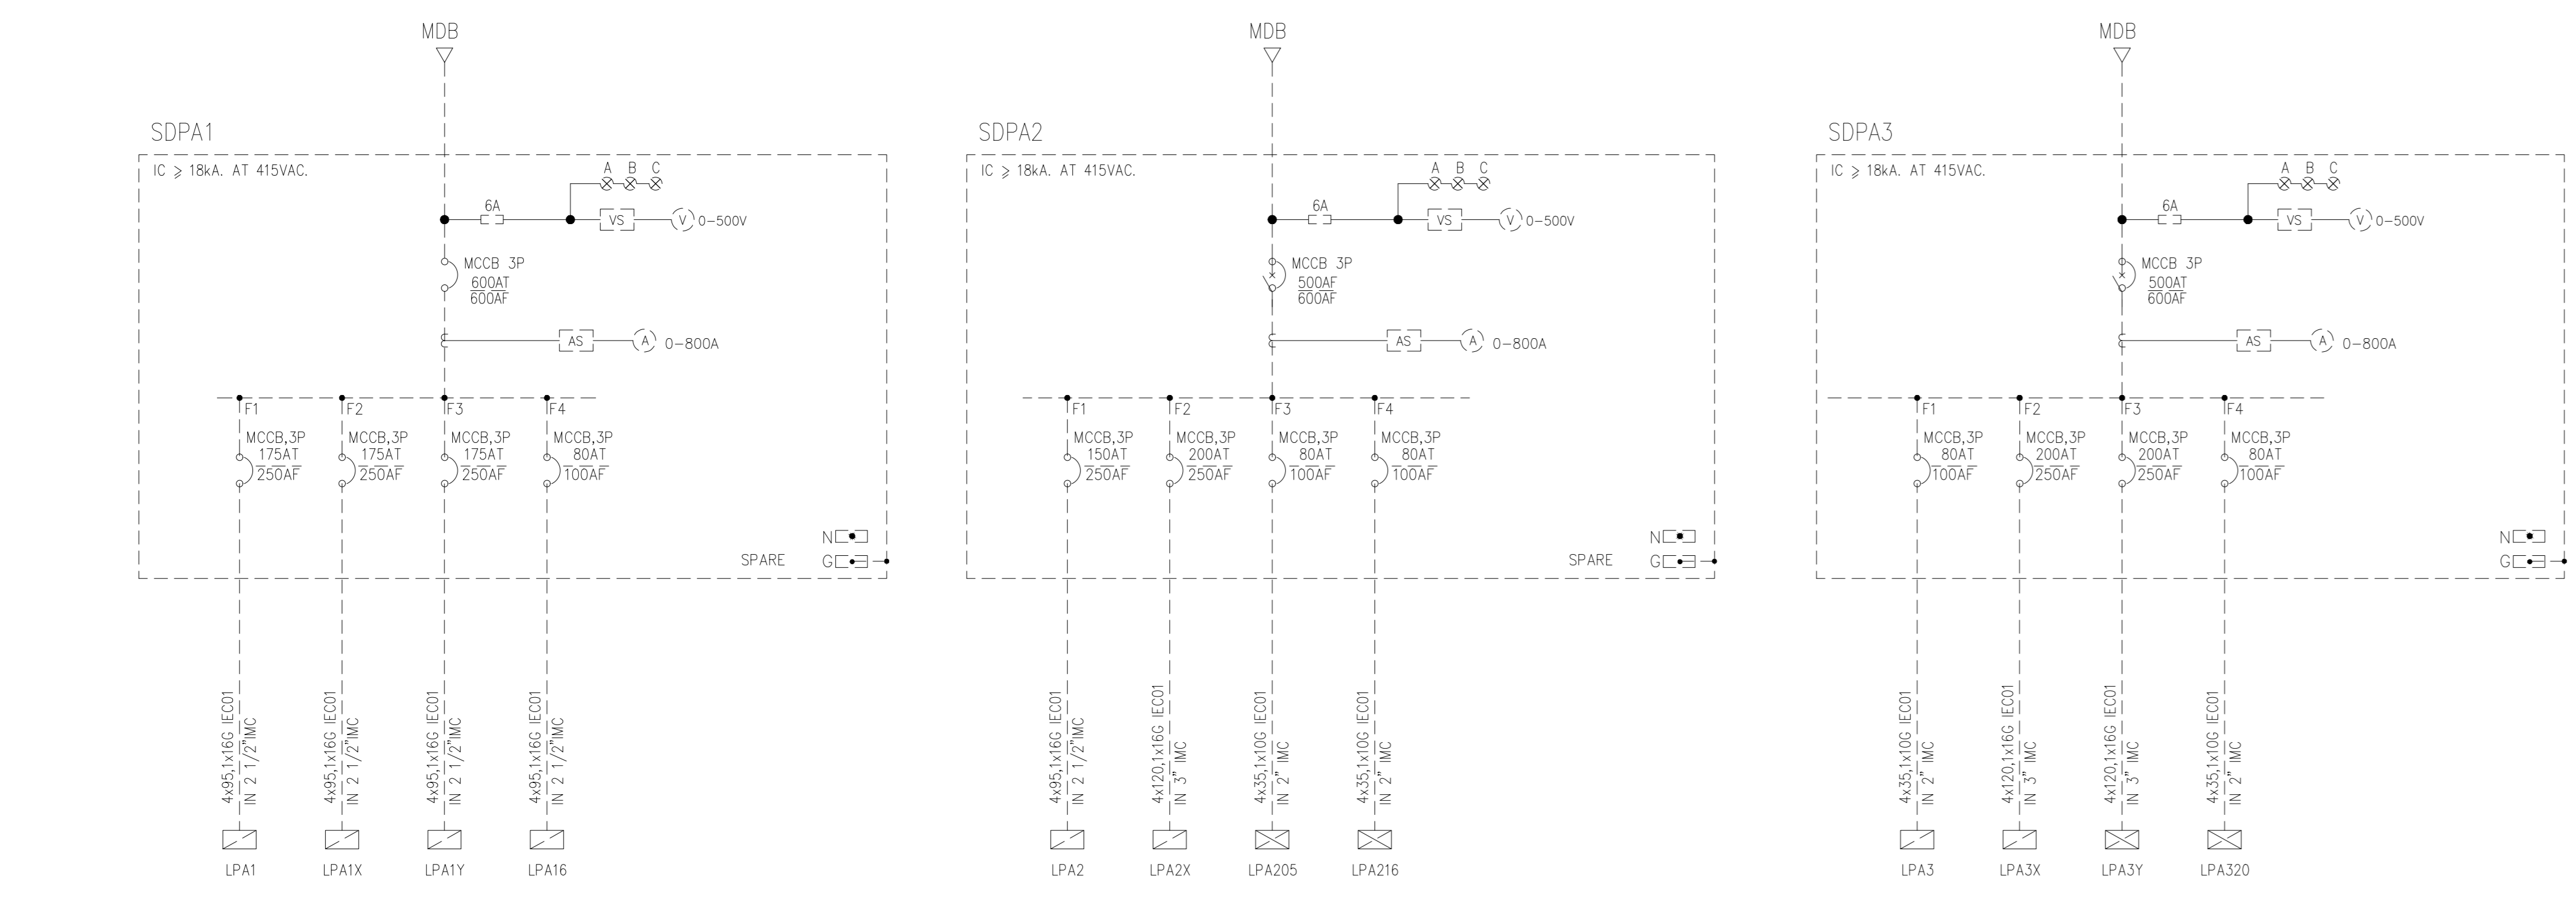 MDB
SDPA1
IC ⩾ 18kA. AT 415VAC.
A B C
6A
VS
V
0-500V
MCCB 3P
600AT
600AF
AS
A
0-800A
F1
F2
F3
F4
MCCB,3P
175AT
250AF
MCCB,3P
175AT
250AF
MCCB,3P
175AT
250AF
MCCB,3P
80AT
100AF
N
SPARE
G
4x95,1x16G IEC01
IN 2 1/2"IMC
4x95,1x16G IEC01
IN 2 1/2"IMC
4x95,1x16G IEC01
IN 2 1/2"IMC
4x95,1x16G IEC01
IN 2 1/2"IMC
LPA1
LPA1X
LPA1Y
LPA16
MDB
SDPA2
IC ⩾ 18kA. AT 415VAC.
A B C
6A
VS
V
0-500V
MCCB 3P
500AF
600AF
AS
A
0-800A
F1
F2
F3
F4
MCCB,3P
150AT
250AF
MCCB,3P
200AT
250AF
MCCB,3P
80AT
100AF
MCCB,3P
80AT
100AF
N
SPARE
G
4x95,1x16G IEC01
IN 2 1/2"IMC
4x120,1x16G IEC01
IN 3" IMC
4x35,1x10G IEC01
IN 2" IMC
4x35,1x10G IEC01
IN 2" IMC
LPA2
LPA2X
LPA205
LPA216
MDB
SDPA3
IC ⩾ 18kA. AT 415VAC.
A B C
6A
VS
V
0-500V
MCCB 3P
500AT
600AF
AS
A
0-800A
F1
F2
F3
F4
MCCB,3P
80AT
100AF
MCCB,3P
200AT
250AF
MCCB,3P
200AT
250AF
MCCB,3P
80AT
100AF
N
G
4x35,1x10G IEC01
IN 2" IMC
4x120,1x16G IEC01
IN 3" IMC
4x120,1x16G IEC01
IN 3" IMC
4x35,1x10G IEC01
IN 2" IMC
LPA3
LPA3X
LPA3Y
LPA320